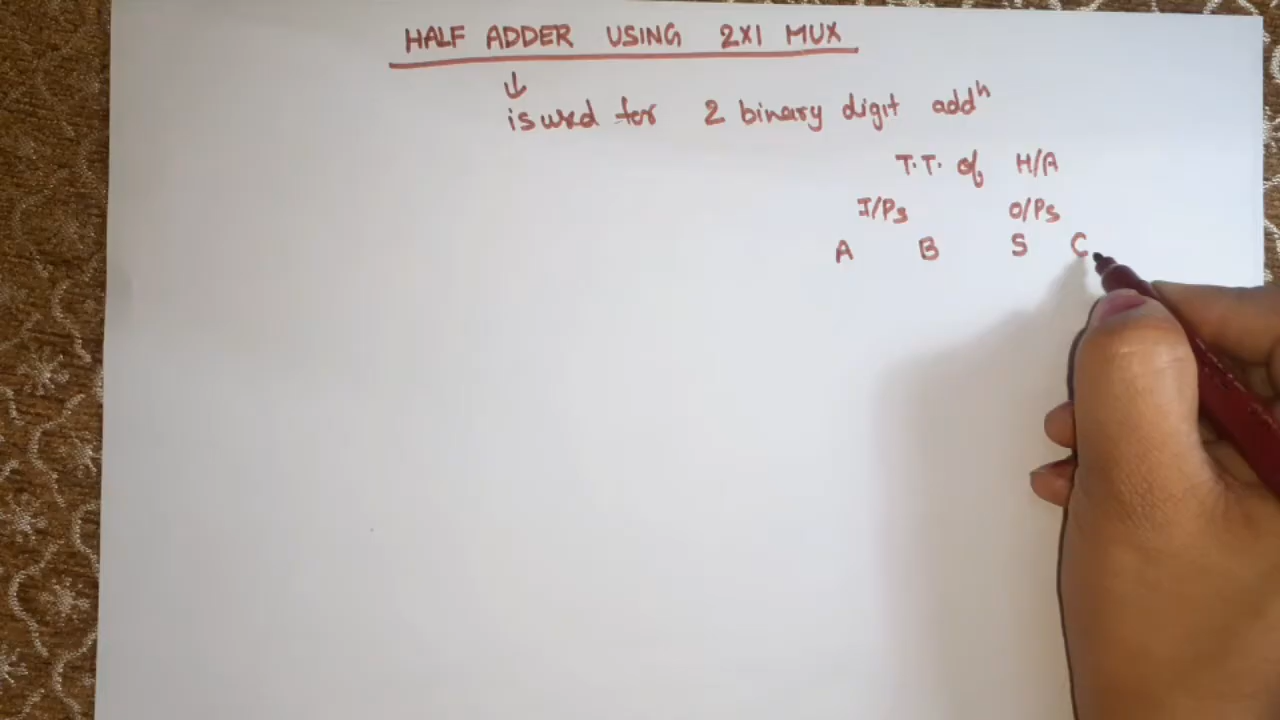 HALF ADDER USING 2X1 MUX
↓
is used for 2 binary digit addⁿ
T.T. of H/A
I/Ps O/Ps
A B S C